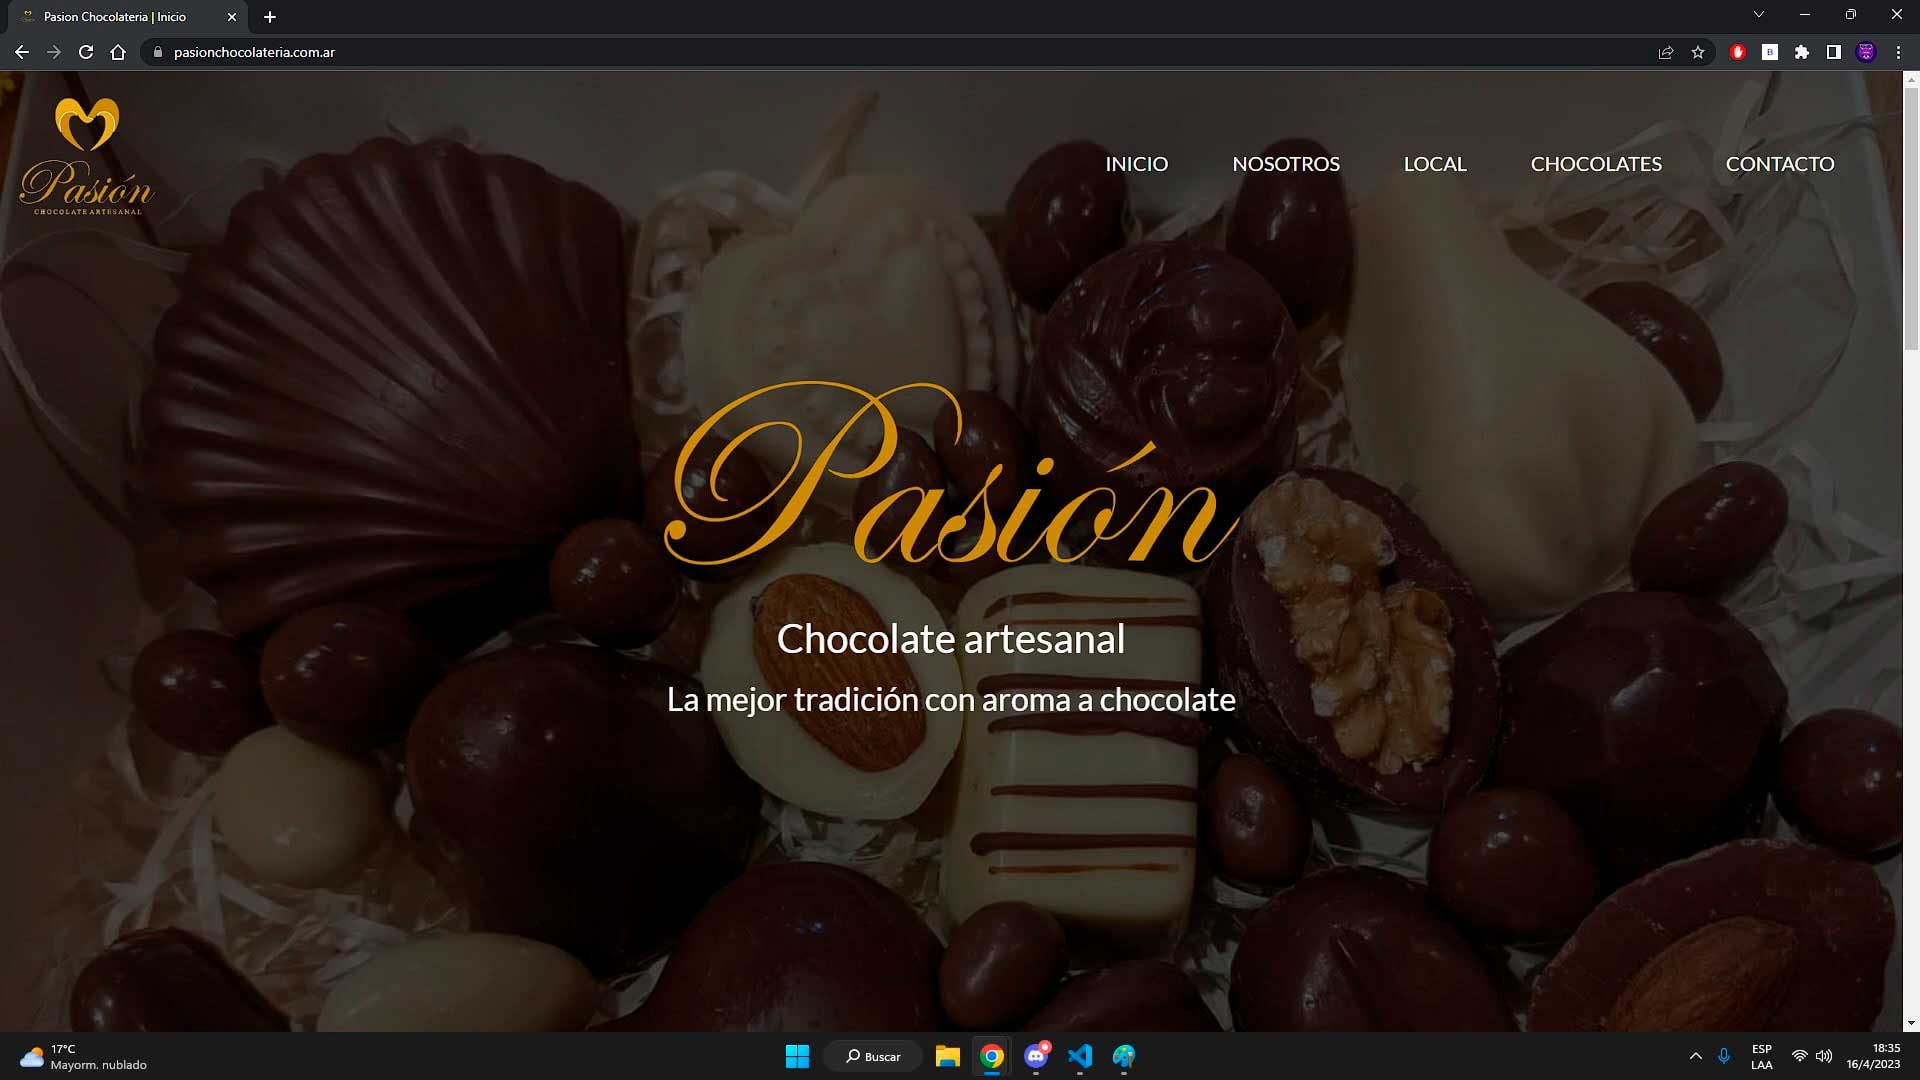 Pasion Chocolateria | Inicio
pasionchocolateria.com.ar
B
Pasión
CHOCOLATE ARTESANAL
INICIO NOSOTROS LOCAL CHOCOLATES CONTACTO
Pasión
Chocolate artesanal
La mejor tradición con aroma a chocolate
17°C
Mayorm. nublado
Buscar
ESP
LAA
18:35
16/4/2023